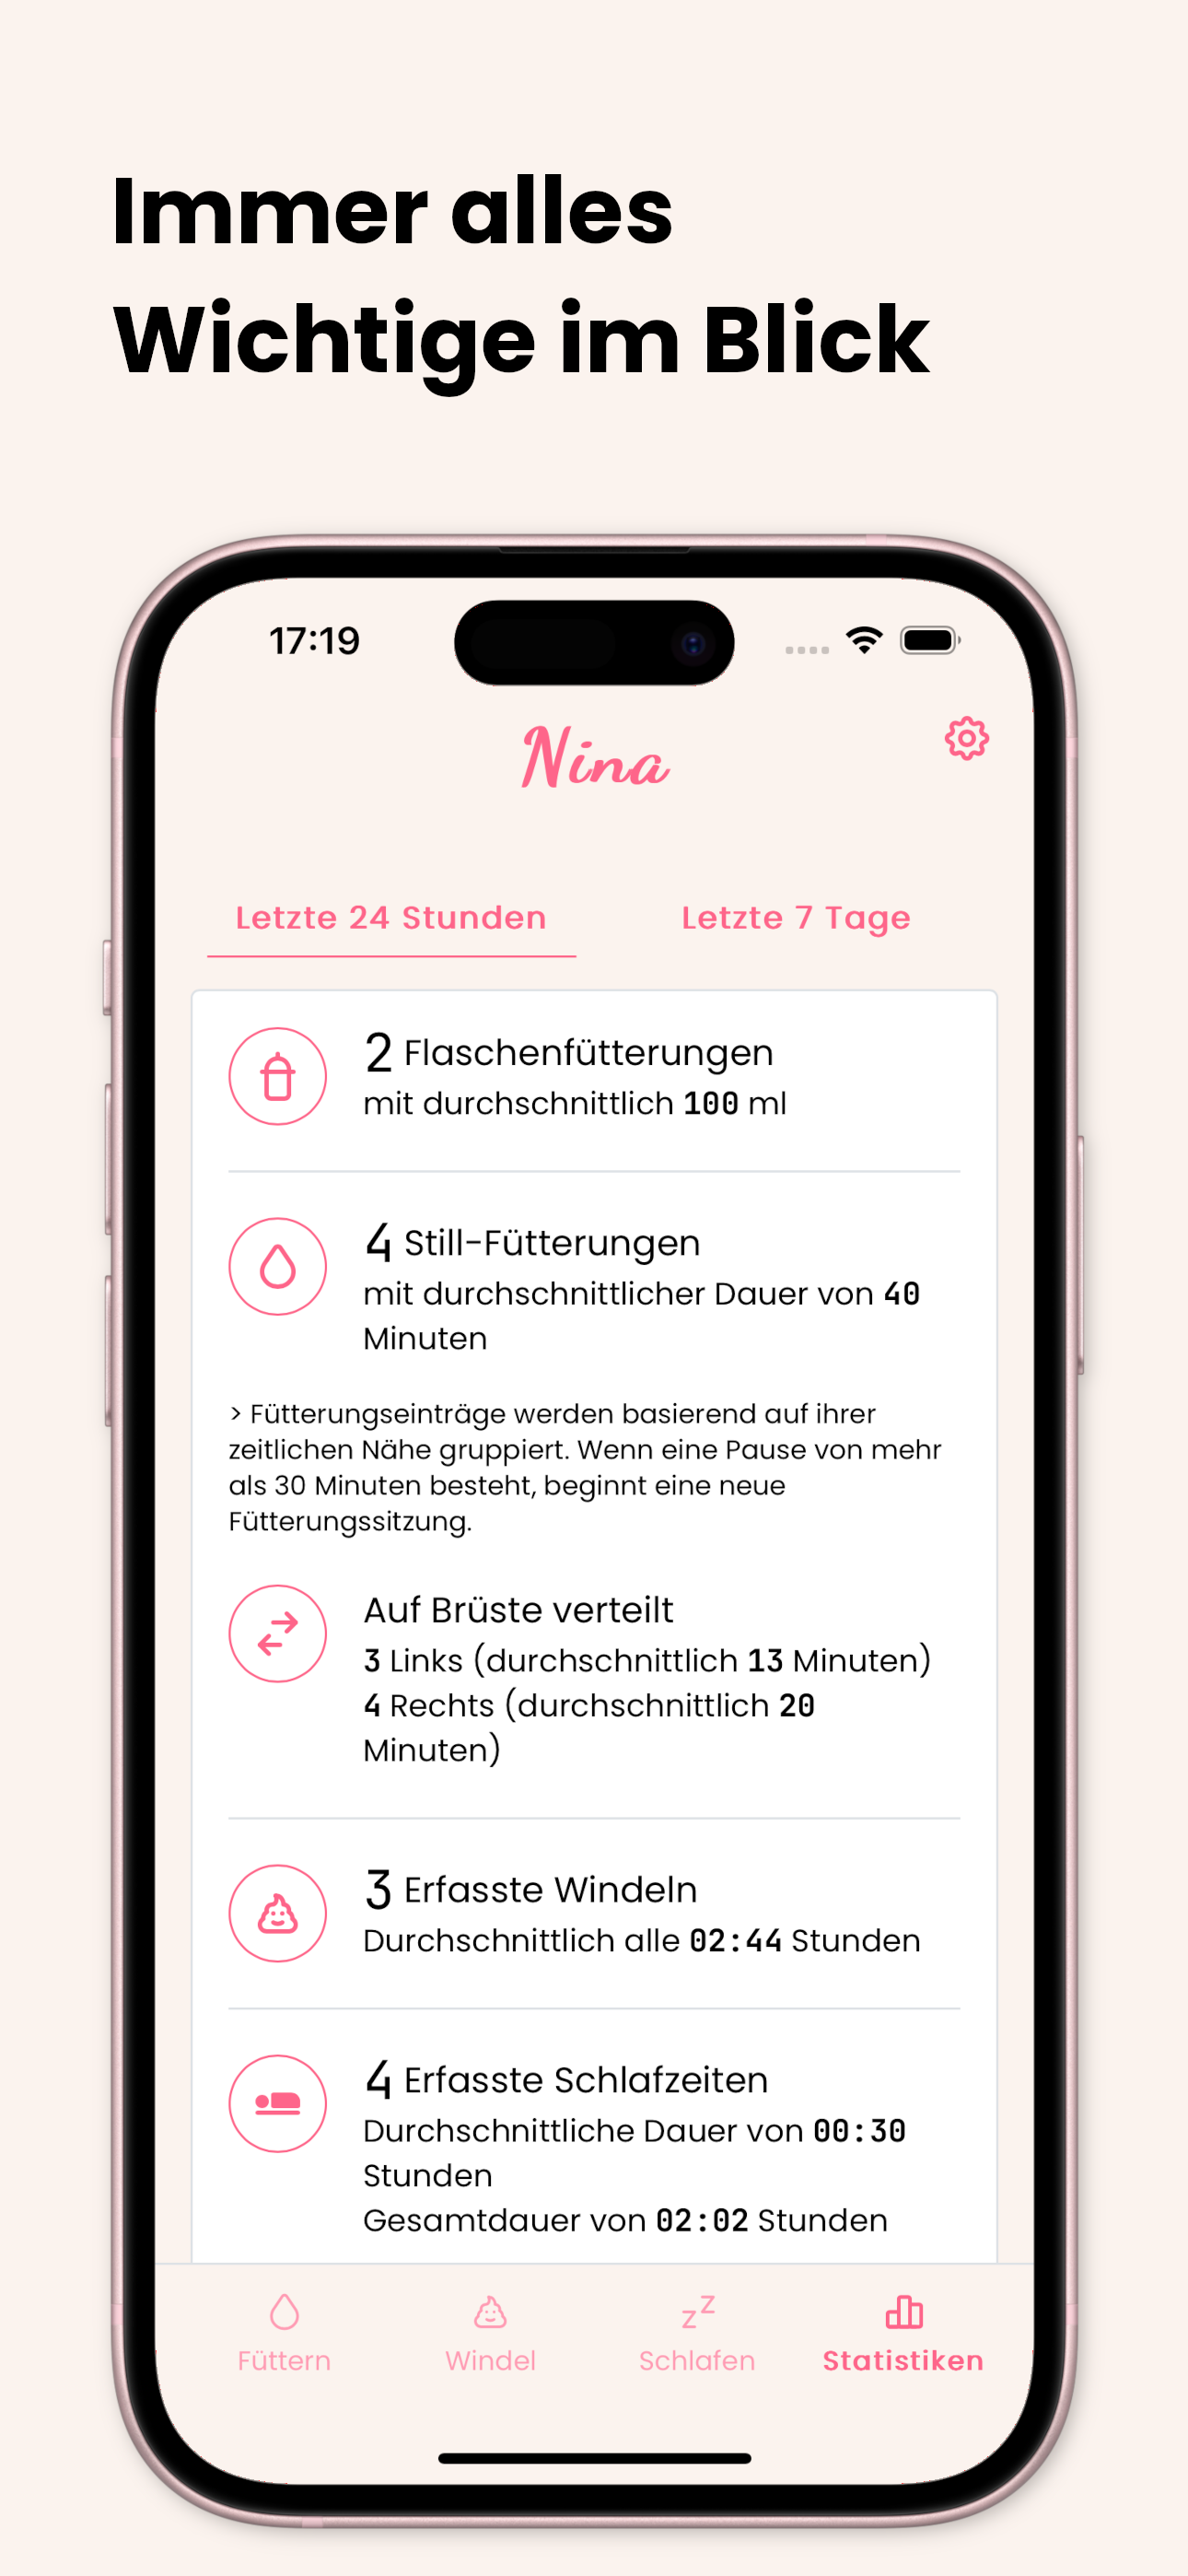 Immer alles
Wichtige im Blick
17:19
Nina
Letzte 24 Stunden
Letzte 7 Tage
2 Flaschenfütterungen
mit durchschnittlich 100 ml
4 Still-Fütterungen
mit durchschnittlicher Dauer von 40
Minuten
> Fütterungseinträge werden basierend auf ihrer
zeitlichen Nähe gruppiert. Wenn eine Pause von mehr
als 30 Minuten besteht, beginnt eine neue
Fütterungssitzung.
Auf Brüste verteilt
3 Links (durchschnittlich 13 Minuten)
4 Rechts (durchschnittlich 20
Minuten)
3 Erfasste Windeln
Durchschnittlich alle 02:44 Stunden
4 Erfasste Schlafzeiten
Durchschnittliche Dauer von 00:30
Stunden
Gesamtdauer von 02:02 Stunden
Füttern
Windel
zz
Schlafen
Statistiken